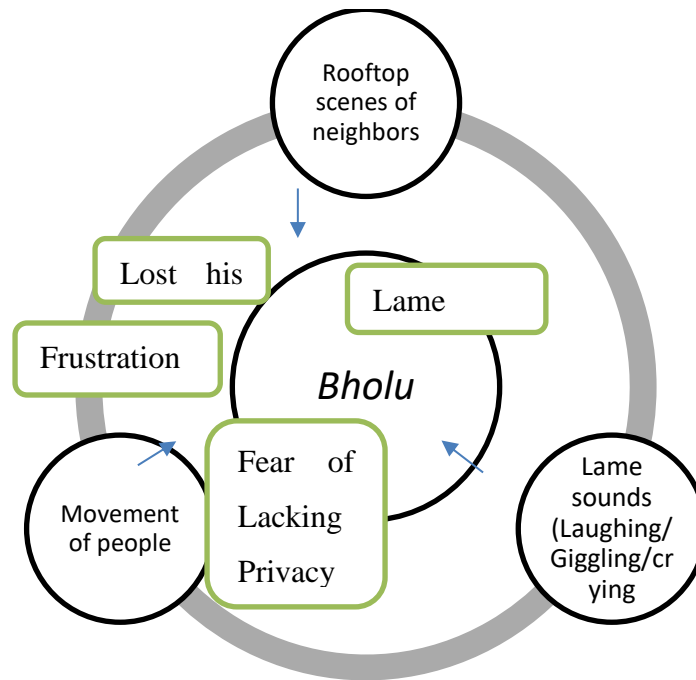 Rooftop
scenes of
neighbors
Lost his
Lame
Frustration
Bholu
Fear of
Lacking
Privacy
Movement
of people
Lame
sounds
(Laughing/
Giggling/cr
ying